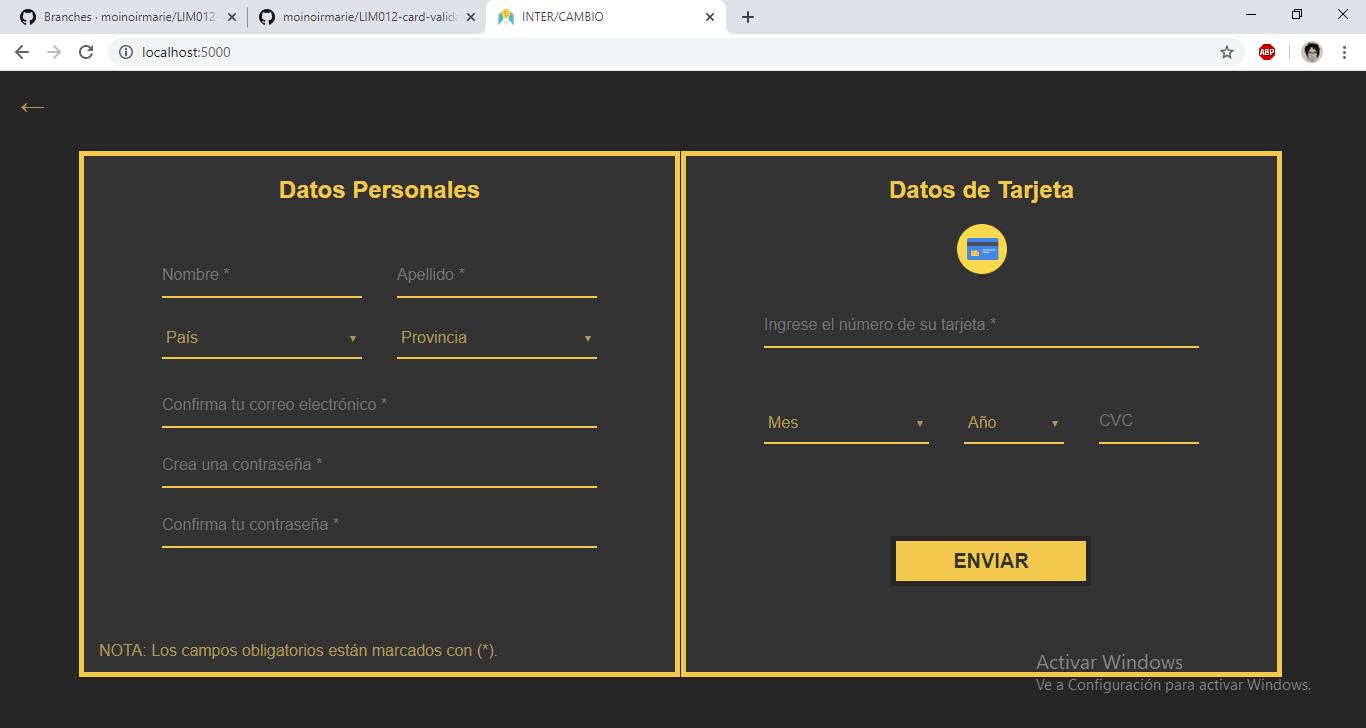 Branches · moinoirmarie/LIM012-
moinoirmarie/LIM012-card-valida
INTER/CAMBIO
localhost:5000
ABP
Datos Personales
Nombre *
Apellido *
País
Provincia
Confirma tu correo electrónico *
Crea una contraseña *
Confirma tu contraseña *
NOTA: Los campos obligatorios están marcados con (*).
Datos de Tarjeta
Ingrese el número de su tarjeta.*
Mes
Año
CVC
ENVIAR
Activar Windows
Ve a Configuración para activar Windows.